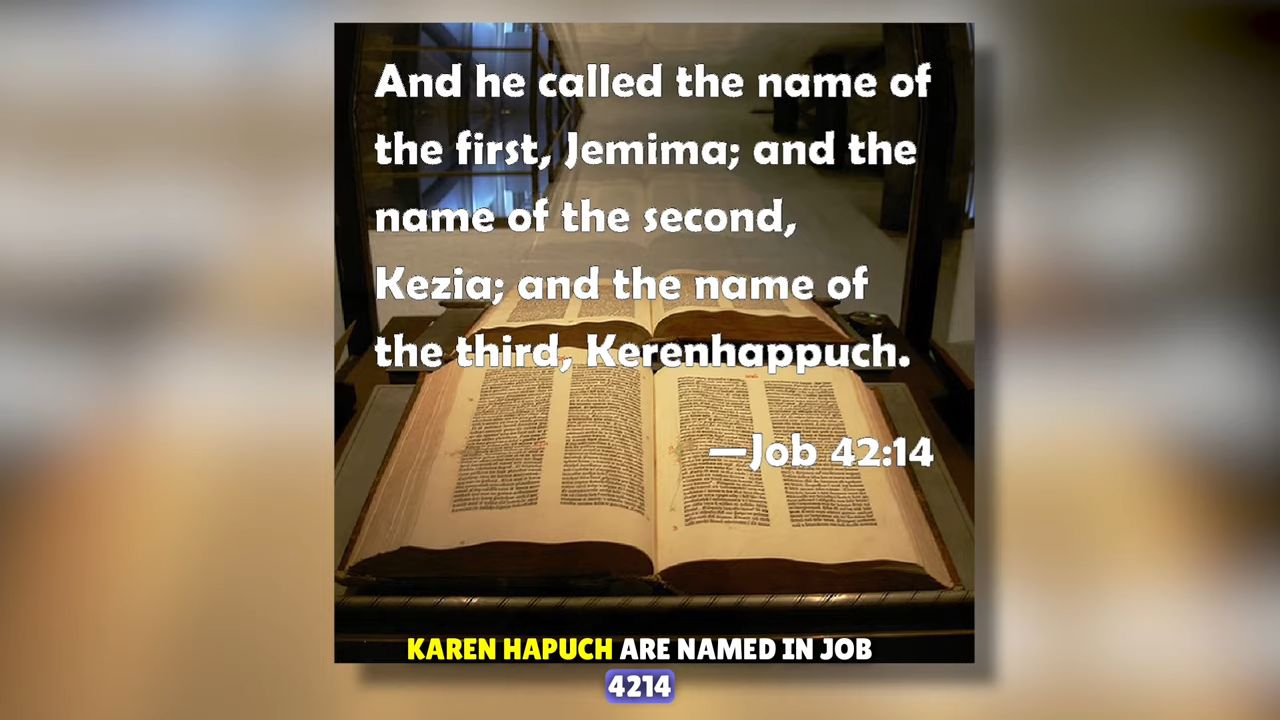 And he called the name of
the first, Jemima; and the
name of the second,
Kezia; and the name of
the third, Kerenhappuch.
—Job 42:14
KAREN HAPUCH ARE NAMED IN JOB
4214